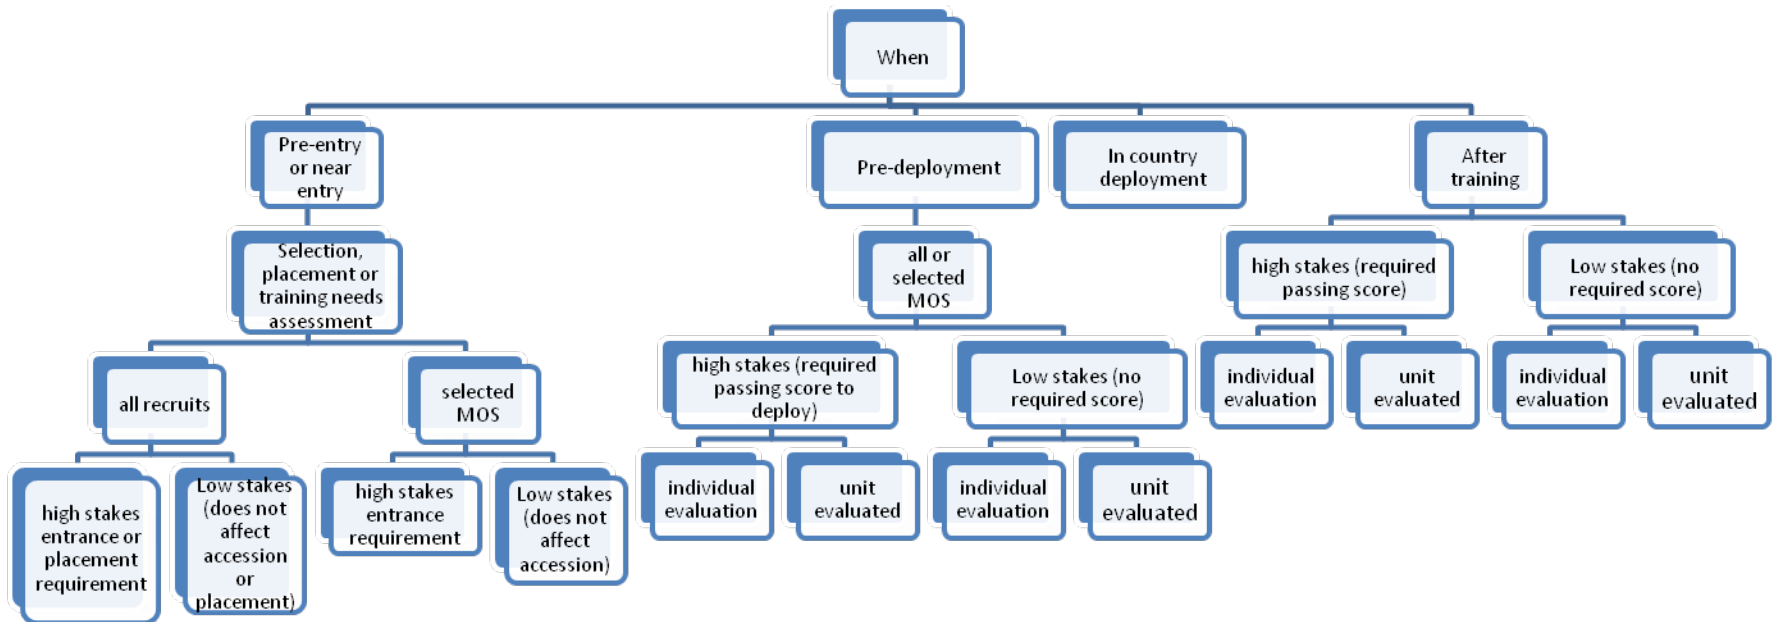 When
Pre-entry
or near
entry
Pre-deployment
In country
deployment
After
training
Selection,
placement or
training needs
assessment
all or
selected
MOS
high stakes (required
passing score)
Low stakes (no
required score)
all recruits
selected
MOS
high stakes (required
passing score to
deploy)
Low stakes (no
required score)
individual
evaluation
unit
evaluated
individual
evaluation
unit
evaluated
high stakes
entrance or
placement
requirement
Low stakes
(does not
affect
accession
or
placement)
high stakes
entrance
requirement
Low stakes
(does not
affect
accession)
individual
evaluation
unit
evaluated
individual
evaluation
unit
evaluated